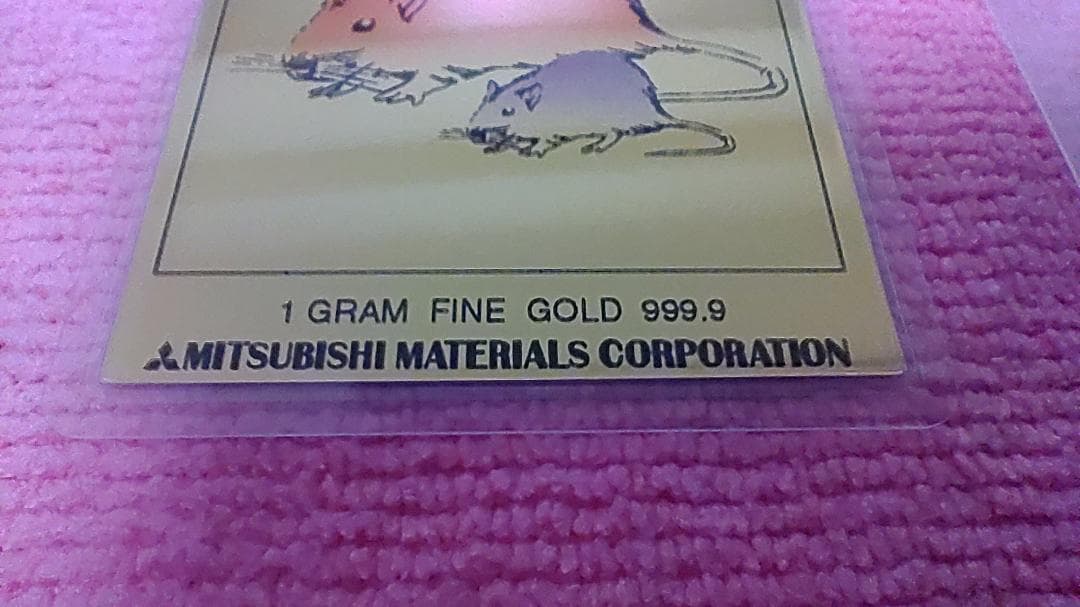 1 GRAM FINE GOLD 999.9
MITSUBISHI MATERIALS CORPORATION